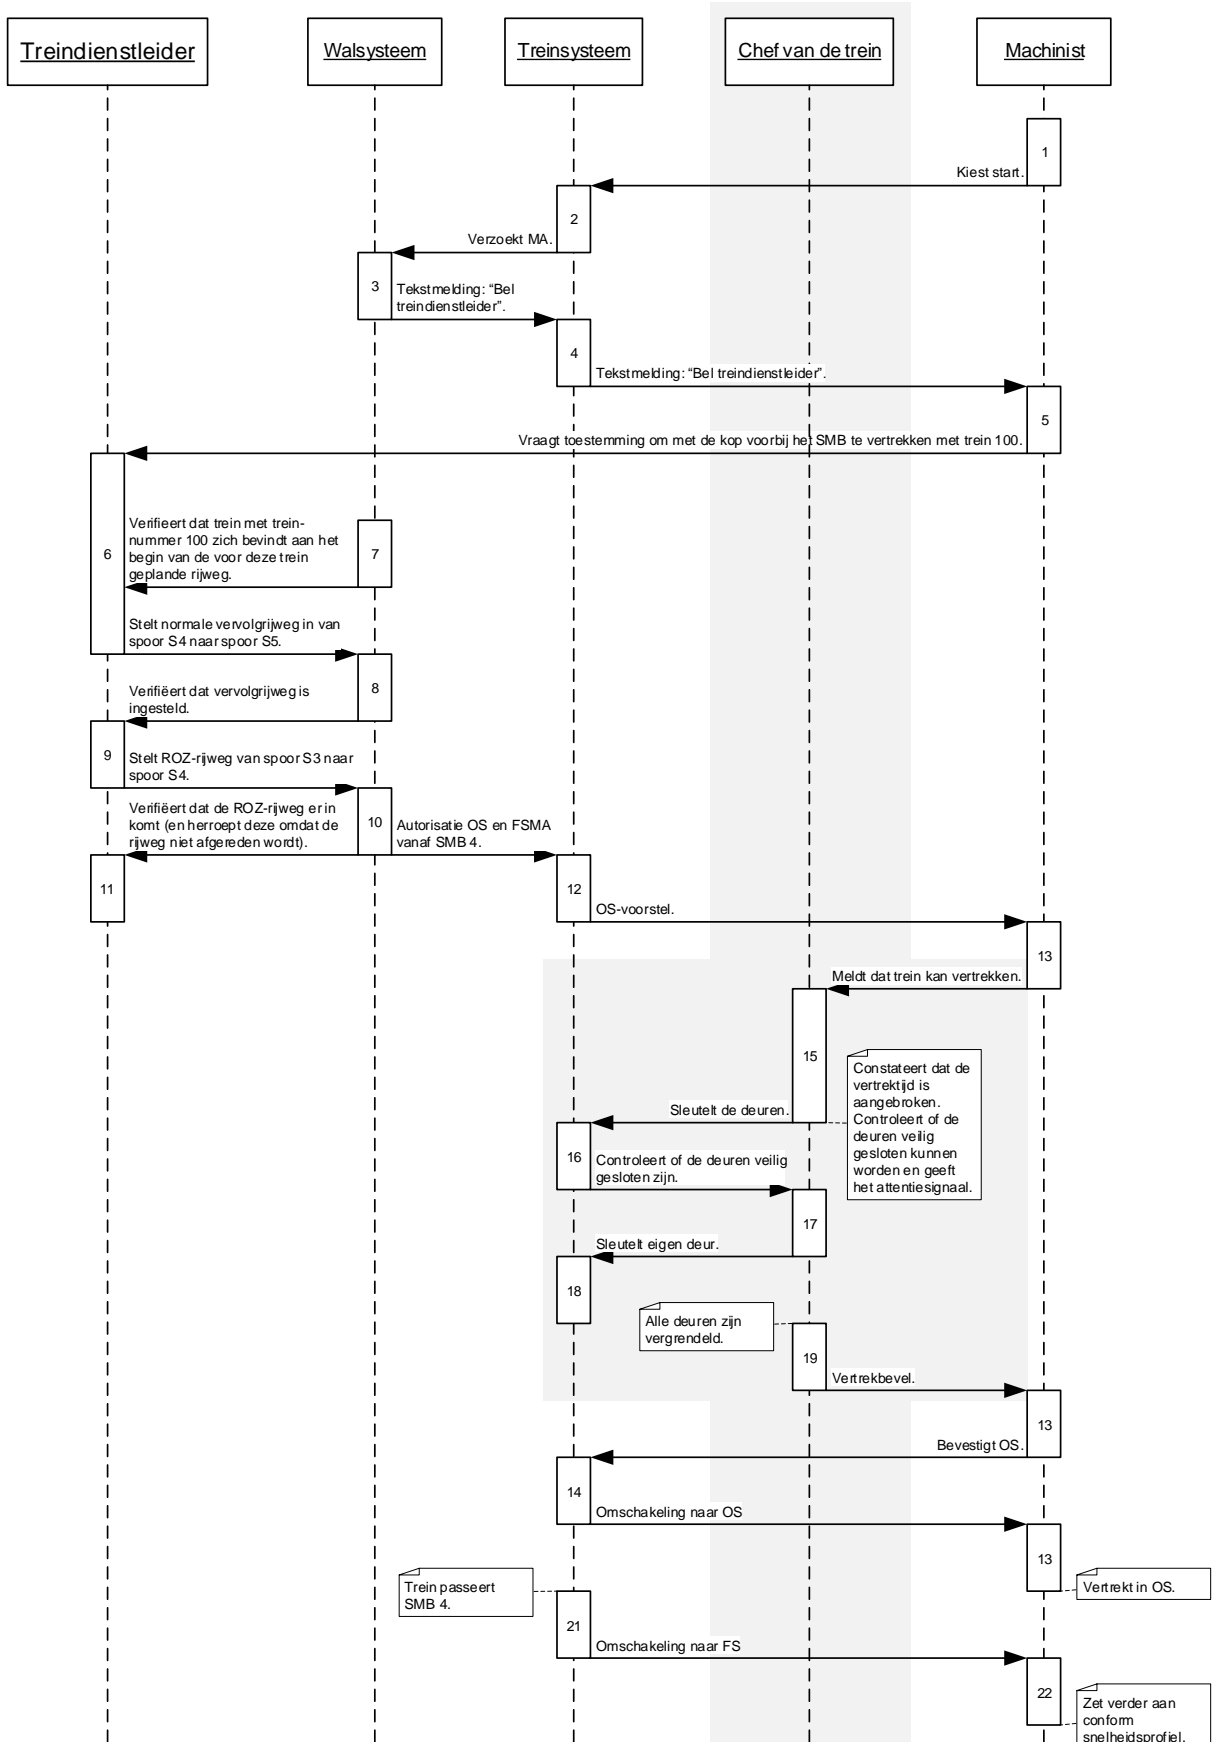 Treindienstleider
Walsysteem
Treinsysteem
Chef van de trein
Machinist
1
Kiest start.
2
Verzoekt MA.
3
Tekstmelding: “Bel
treindienstleider”.
4
Tekstmelding: “Bel treindienstleider”.
5
Vraagt toestemming om met de kop voorbij het SMB te vertrekken met trein 100.
6
Verifieert dat trein met trein-
nummer 100 zich bevindt aan het
begin van de voor deze trein
geplande rijweg.
7
Stelt normale vervolgrijweg in van
spoor S4 naar spoor S5.
8
Verifiëert dat vervolgrijweg is
ingesteld.
9
Stelt ROZ-rijweg van spoor S3 naar
spoor S4.
10
Verifiëert dat de ROZ-rijweg er in
komt (en herroept deze omdat de
rijweg niet afgereden wordt).
Autorisatie OS en FSMA
vanaf SMB 4.
11
12
OS-voorstel.
13
Meldt dat trein kan vertrekken.
15
Constateert dat de
vertrektijd is
aangebroken.
Controleert of de
deuren veilig
gesloten kunnen
worden en geeft
het attentiesignaal.
Sleutelt de deuren.
16
Controleert of de deuren veilig
gesloten zijn.
17
Sleutelt eigen deur.
18
Alle deuren zijn
vergrendeld.
19
Vertrekbevel.
13
Bevestigt OS.
14
Omschakeling naar OS
13
Vertrekt in OS.
Trein passeert
SMB 4.
21
Omschakeling naar FS
22
Zet verder aan
conform
snelheidsprofiel.